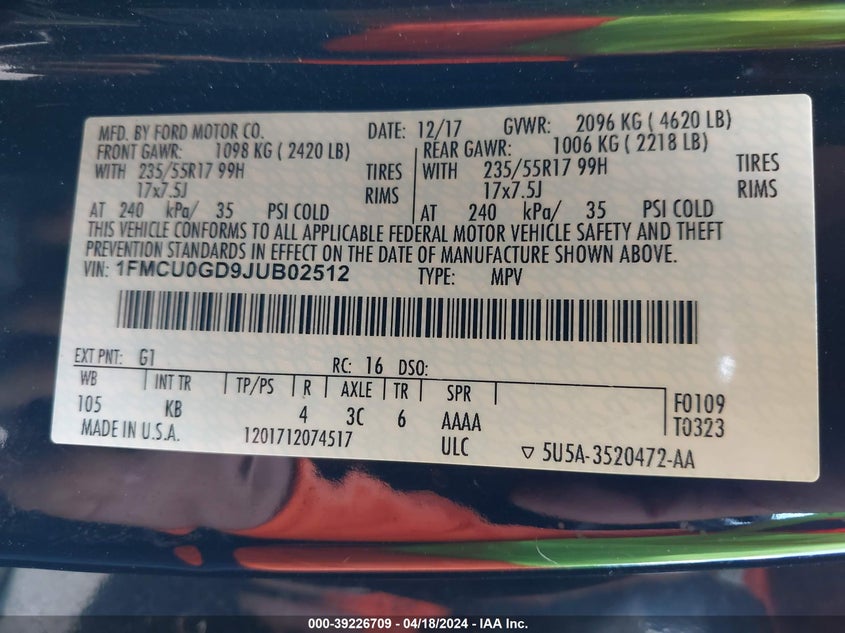 MFD. BY FORD MOTOR CO. DATE: 12/17 GVWR: 2096 KG ( 4620 LB)
FRONT GAWR: 1098 KG ( 2420 LB) REAR GAWR: 1006 KG ( 2218 LB)
WITH 235/55R17 99H TIRES WITH 235/55R17 99H TIRES
17x7.5J RIMS 17x7.5J RIMS
AT 240 kPa/ 35 PSI COLD AT 240 kPa/ 35 PSI COLD
THIS VEHICLE CONFORMS TO ALL APPLICABLE FEDERAL MOTOR VEHICLE SAFETY AND THEFT
PREVENTION STANDARDS IN EFFECT ON THE DATE OF MANUFACTURE SHOWN ABOVE.
VIN: 1FMCU0GD9JUB02512 TYPE: MPV
EXT PNT: G1 RC: 16 DSO:
WB INT TR TP/PS R AXLE TR SPR
105 KB 4 3C 6 AAAA F0109
MADE IN U.S.A. 1201712074517 ULC T0323
5U5A-3520472-AA
000-39226709 - 04/18/2024 - IAA Inc.